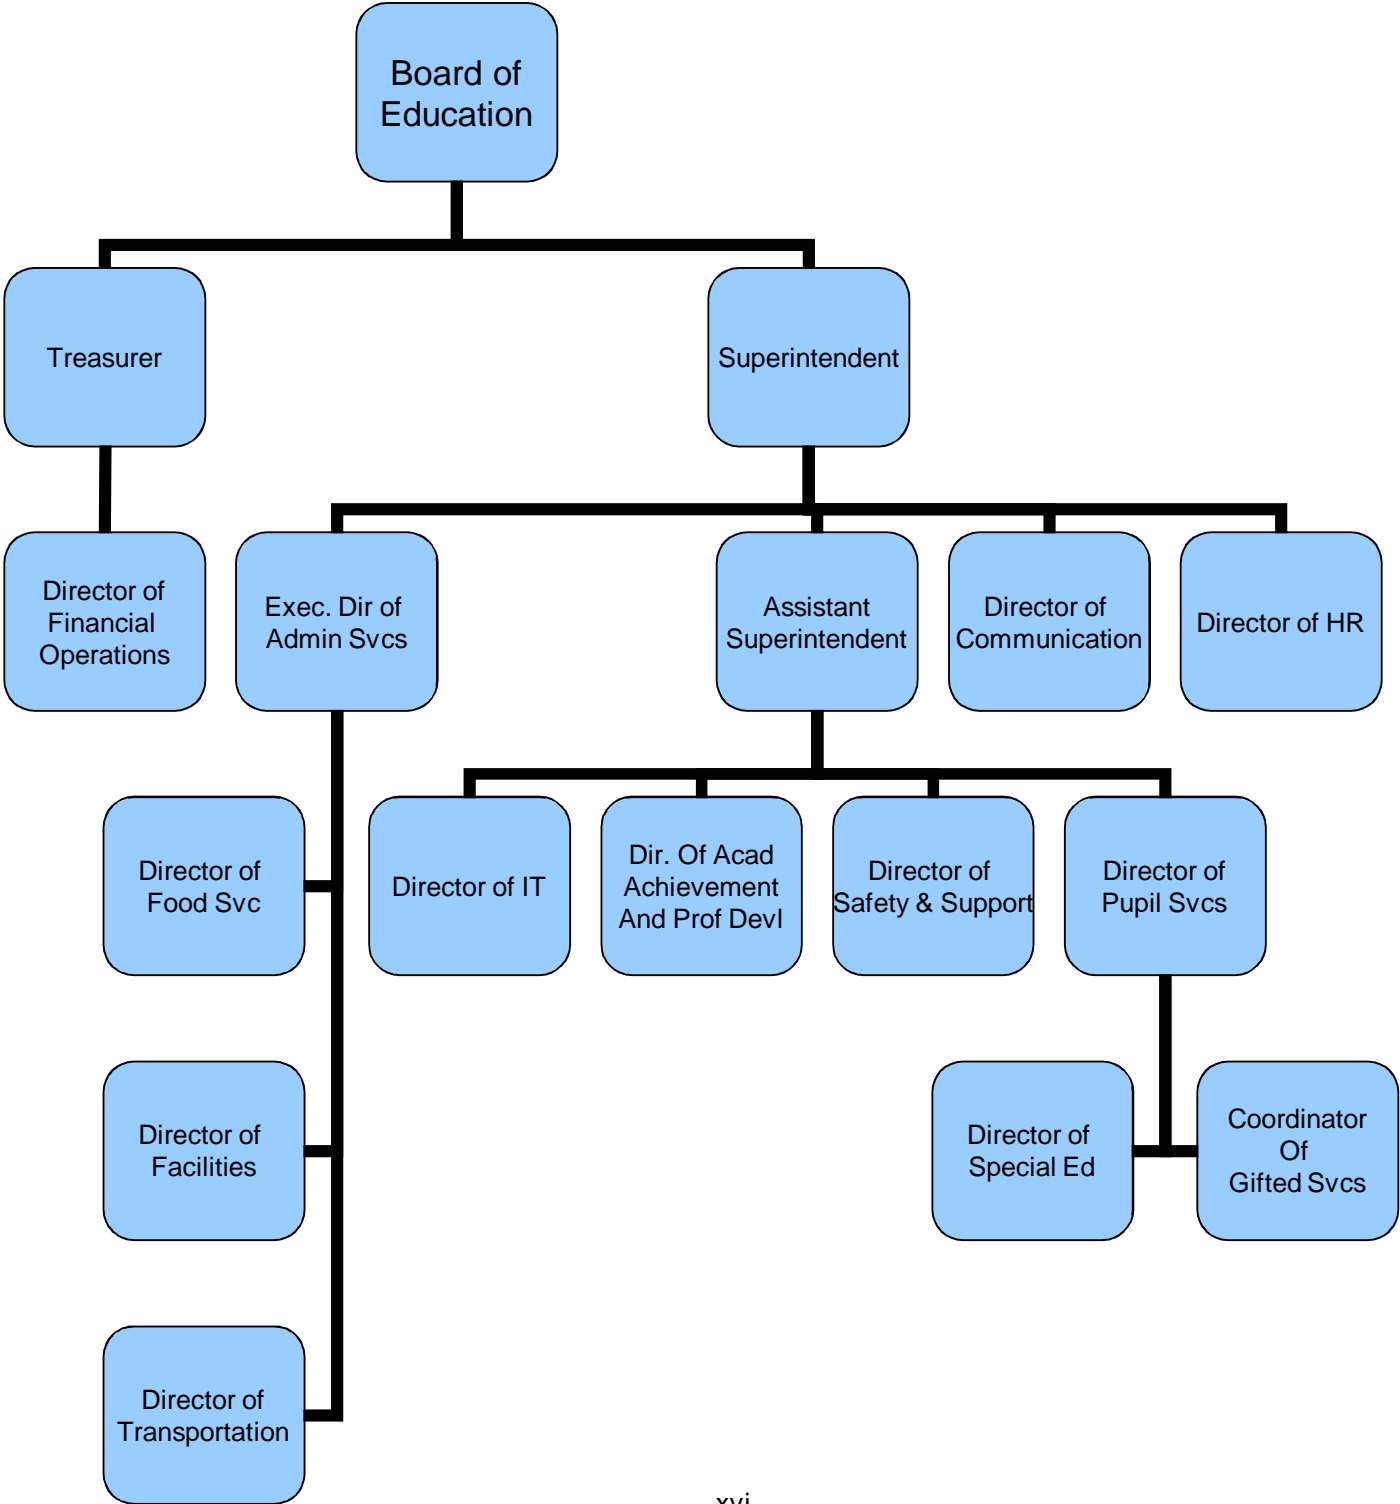 Board of
Education
Treasurer
Superintendent
Director of
Financial
Operations
Exec. Dir of
Admin Svcs
Assistant
Superintendent
Director of
Communication
Director of HR
Director of
Food Svc
Director of IT
Dir. Of Acad
Achievement
And Prof Devl
Director of
Safety & Support
Director of
Pupil Svcs
Director of
Facilities
Director of
Special Ed
Coordinator
Of
Gifted Svcs
Director of
Transportation
xvi